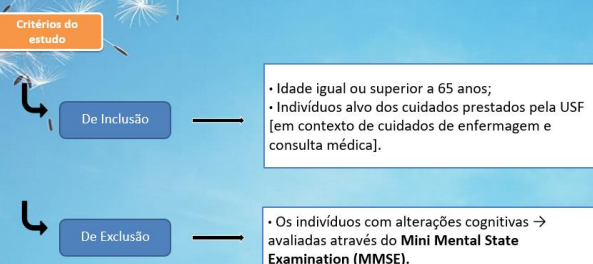 Critérios do
estudo
De Inclusão
• Idade igual ou superior a 65 anos;
• Indivíduos alvo dos cuidados prestados pela USF
[em contexto de cuidados de enfermagem e
consulta médica].
De Exclusão
• Os indivíduos com alterações cognitivas →
avaliadas através do Mini Mental State
Examination (MMSE).